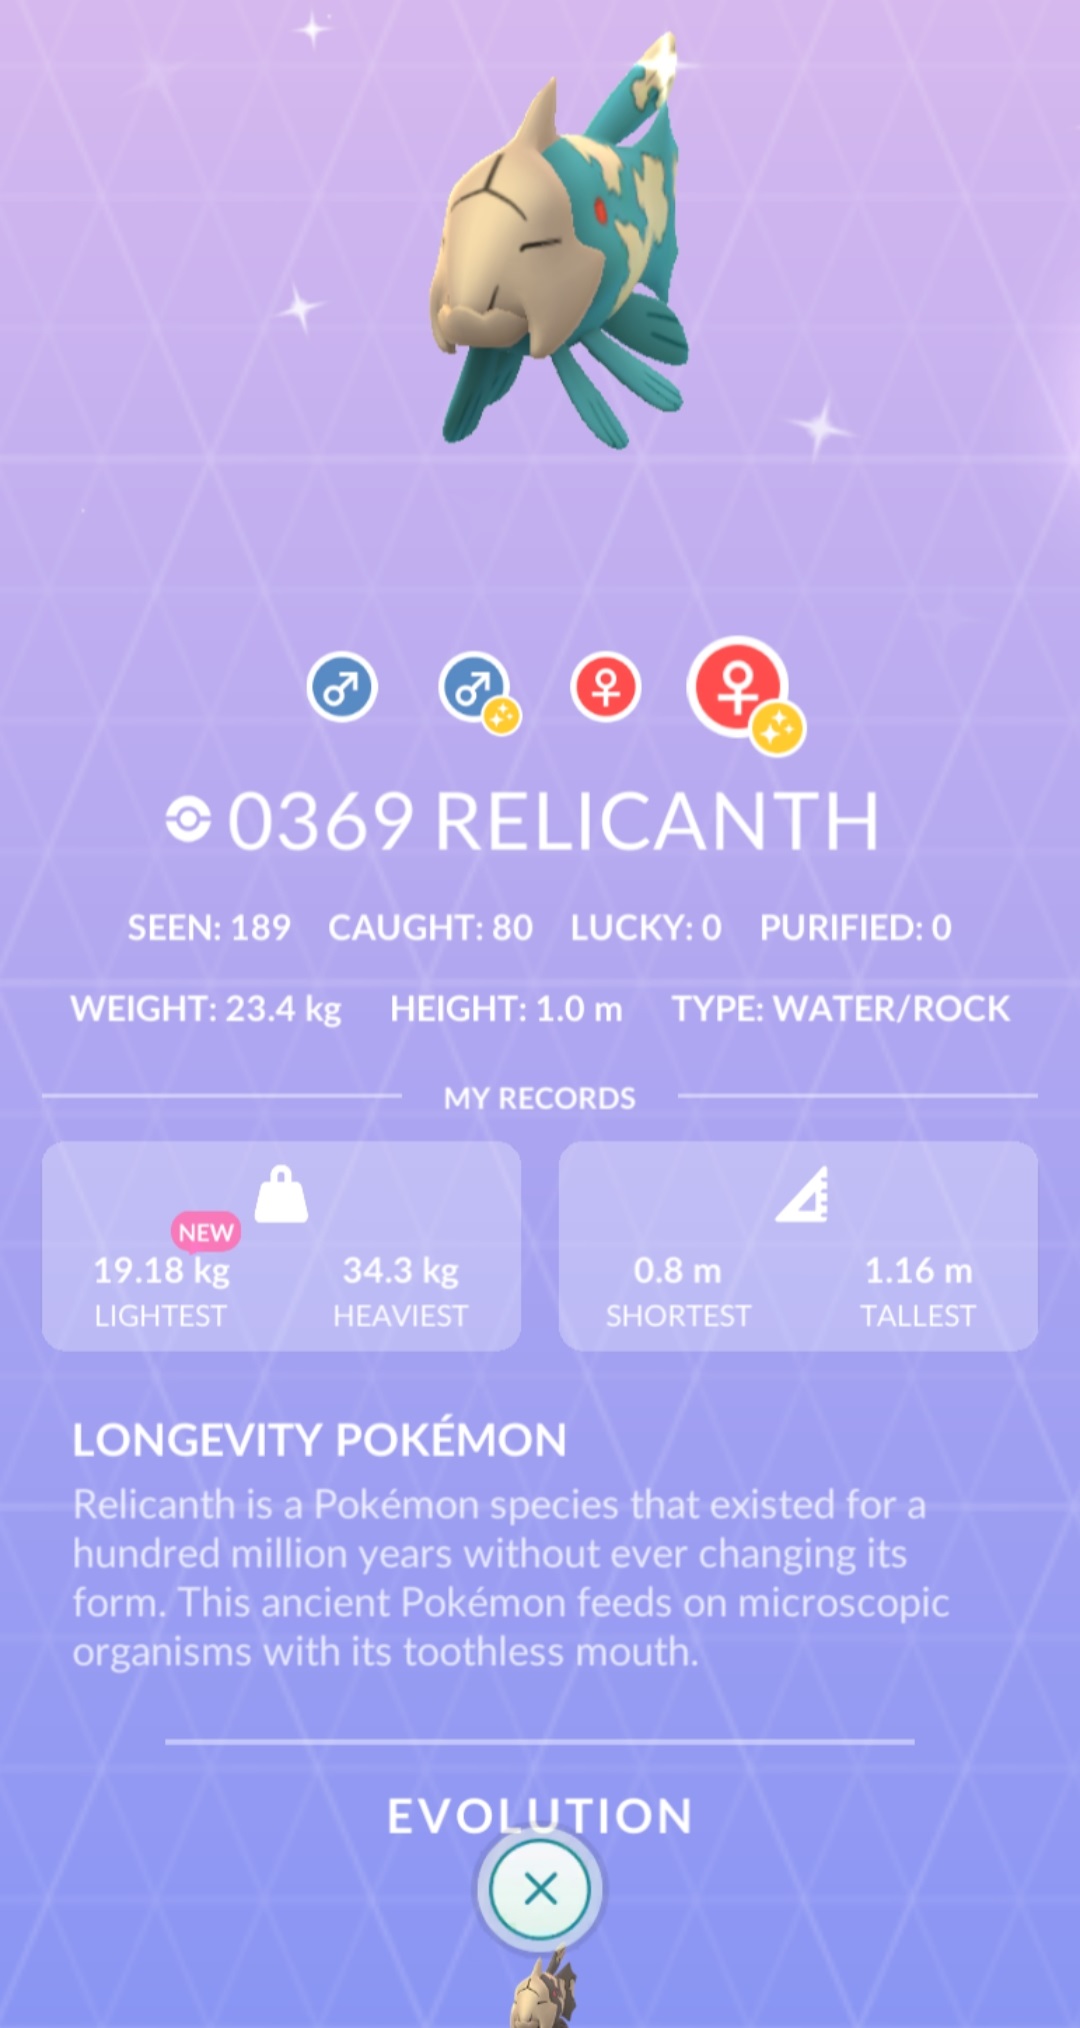 0369 RELICANTH
SEEN: 189 CAUGHT: 80 LUCKY: 0 PURIFIED: 0
WEIGHT: 23.4 kg HEIGHT: 1.0 m TYPE: WATER/ROCK
MY RECORDS
NEW
19.18 kg 34.3 kg 0.8 m 1.16 m
LIGHTEST HEAVIEST SHORTEST TALLEST
LONGEVITY POKÉMON
Relicanth is a Pokémon species that existed for a
hundred million years without ever changing its
form. This ancient Pokémon feeds on microscopic
organisms with its toothless mouth.
EVOLUTION